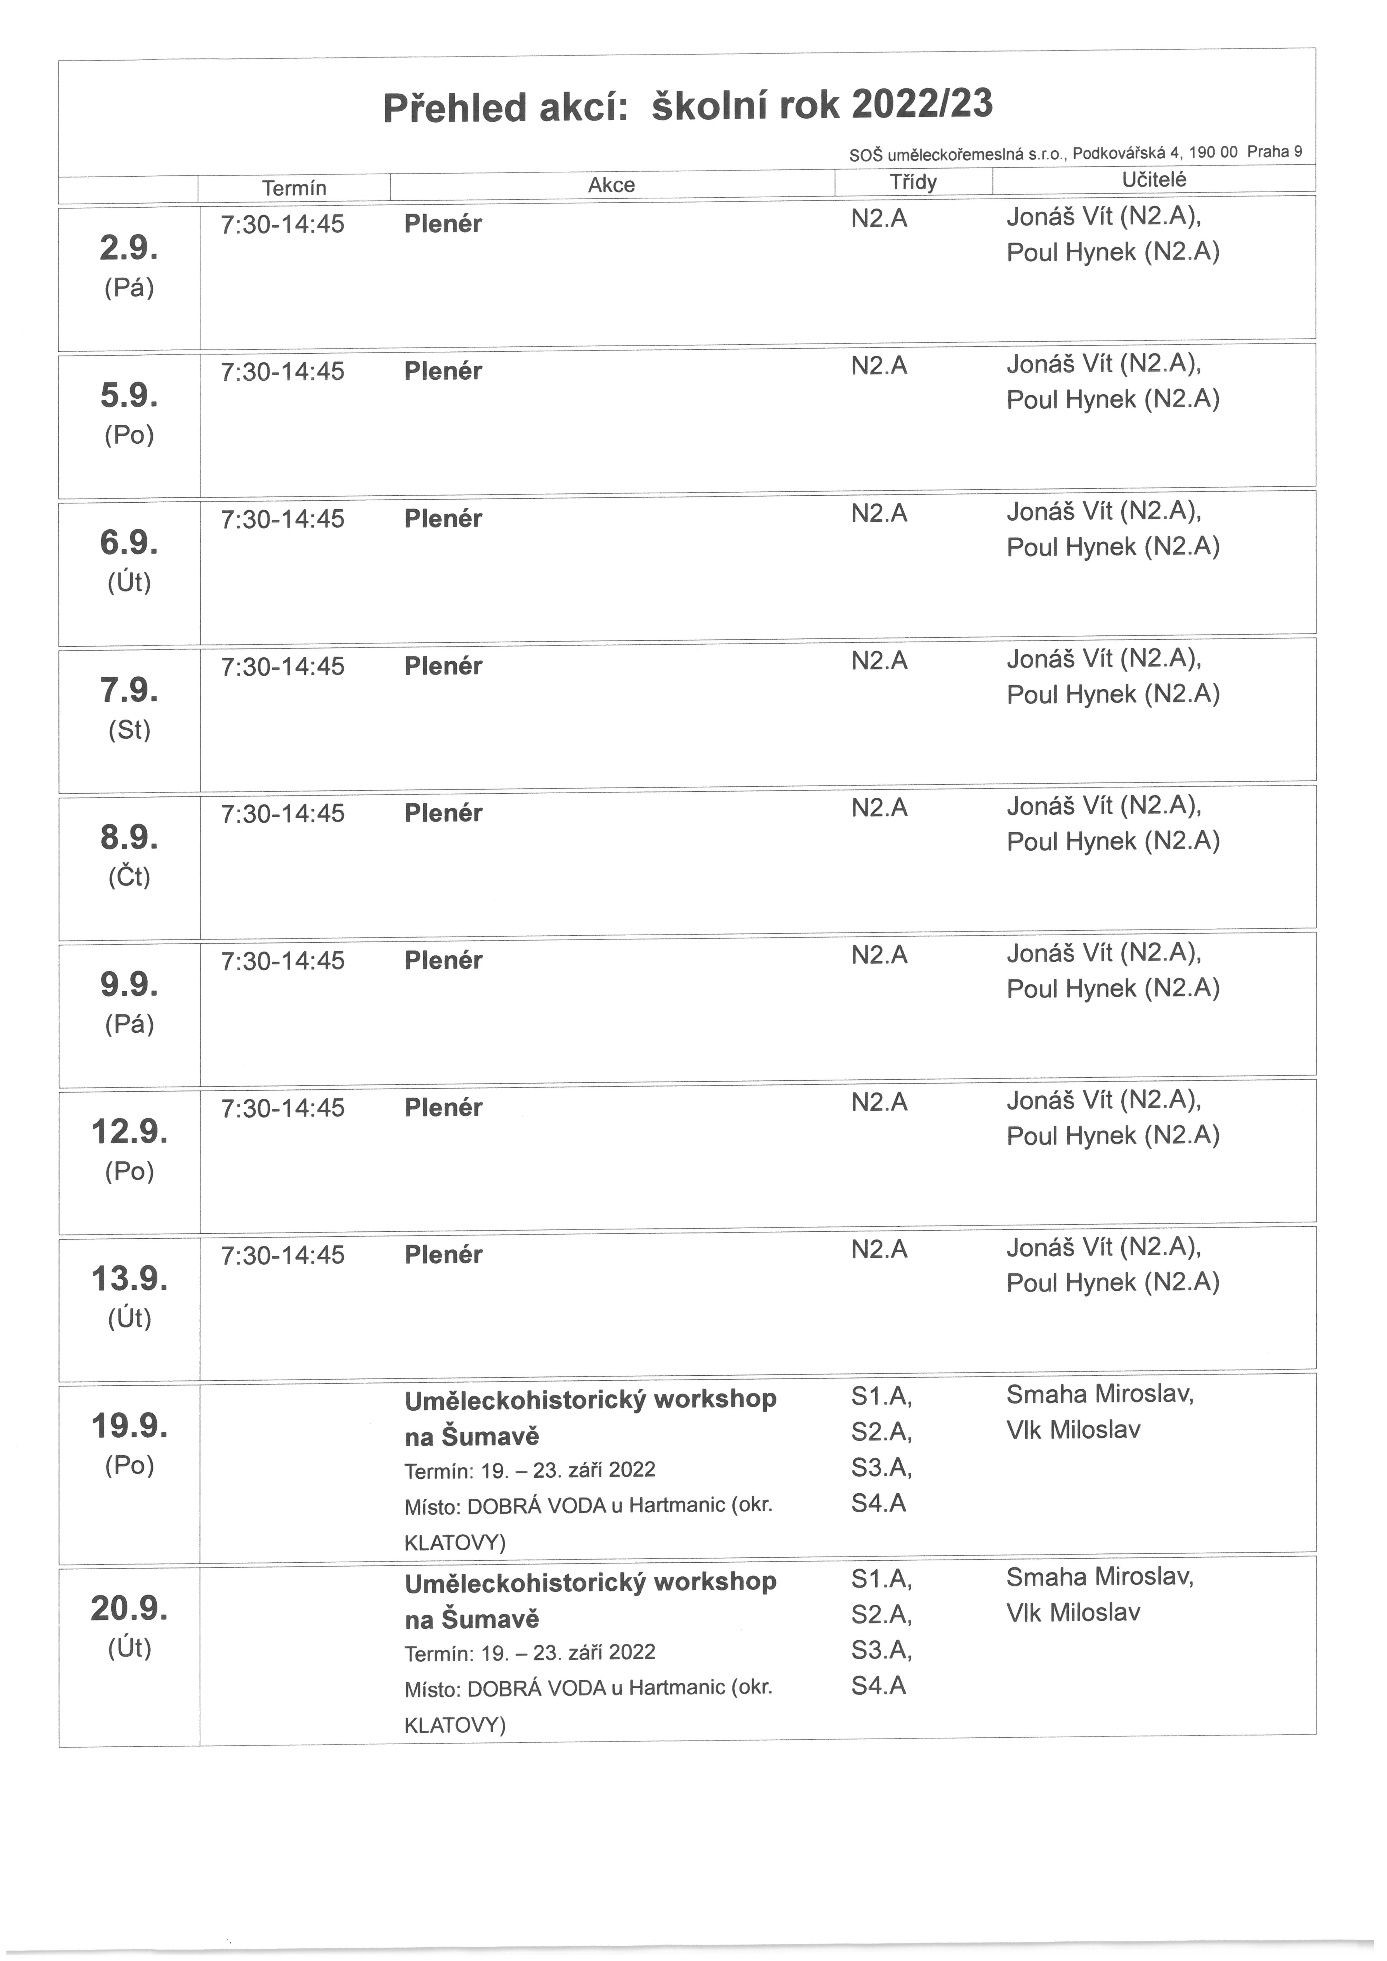 Přehled akcí: školní rok 2022/23
SOŠ uměleckořemeslná s.r.o., Podkovářská 4, 190 00 Praha 9
Termín Akce Třídy Učitelé
2.9.
(Pá)
7:30-14:45 Plenér N2.A Jonáš Vít (N2.A),
Poul Hynek (N2.A)
5.9.
(Po)
7:30-14:45 Plenér N2.A Jonáš Vít (N2.A),
Poul Hynek (N2.A)
6.9.
(Út)
7:30-14:45 Plenér N2.A Jonáš Vít (N2.A),
Poul Hynek (N2.A)
7.9.
(St)
7:30-14:45 Plenér N2.A Jonáš Vít (N2.A),
Poul Hynek (N2.A)
8.9.
(Čt)
7:30-14:45 Plenér N2.A Jonáš Vít (N2.A),
Poul Hynek (N2.A)
9.9.
(Pá)
7:30-14:45 Plenér N2.A Jonáš Vít (N2.A),
Poul Hynek (N2.A)
12.9.
(Po)
7:30-14:45 Plenér N2.A Jonáš Vít (N2.A),
Poul Hynek (N2.A)
13.9.
(Út)
7:30-14:45 Plenér N2.A Jonáš Vít (N2.A),
Poul Hynek (N2.A)
19.9.
(Po)
Uměleckohistorický workshop
na Šumavě
Termín: 19. – 23. září 2022
Místo: DOBRÁ VODA u Hartmanic (okr.
KLATOVY)
S1.A,
S2.A,
S3.A,
S4.A
Smaha Miroslav,
Vlk Miloslav
20.9.
(Út)
Uměleckohistorický workshop
na Šumavě
Termín: 19. – 23. září 2022
Místo: DOBRÁ VODA u Hartmanic (okr.
KLATOVY)
S1.A,
S2.A,
S3.A,
S4.A
Smaha Miroslav,
Vlk Miloslav